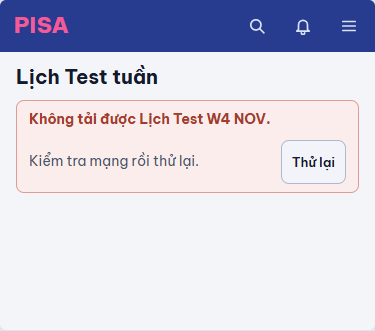 PISA
Lịch Test tuần
Không tải được Lịch Test W4 NOV.
Kiểm tra mạng rồi thử lại.
Thử lại